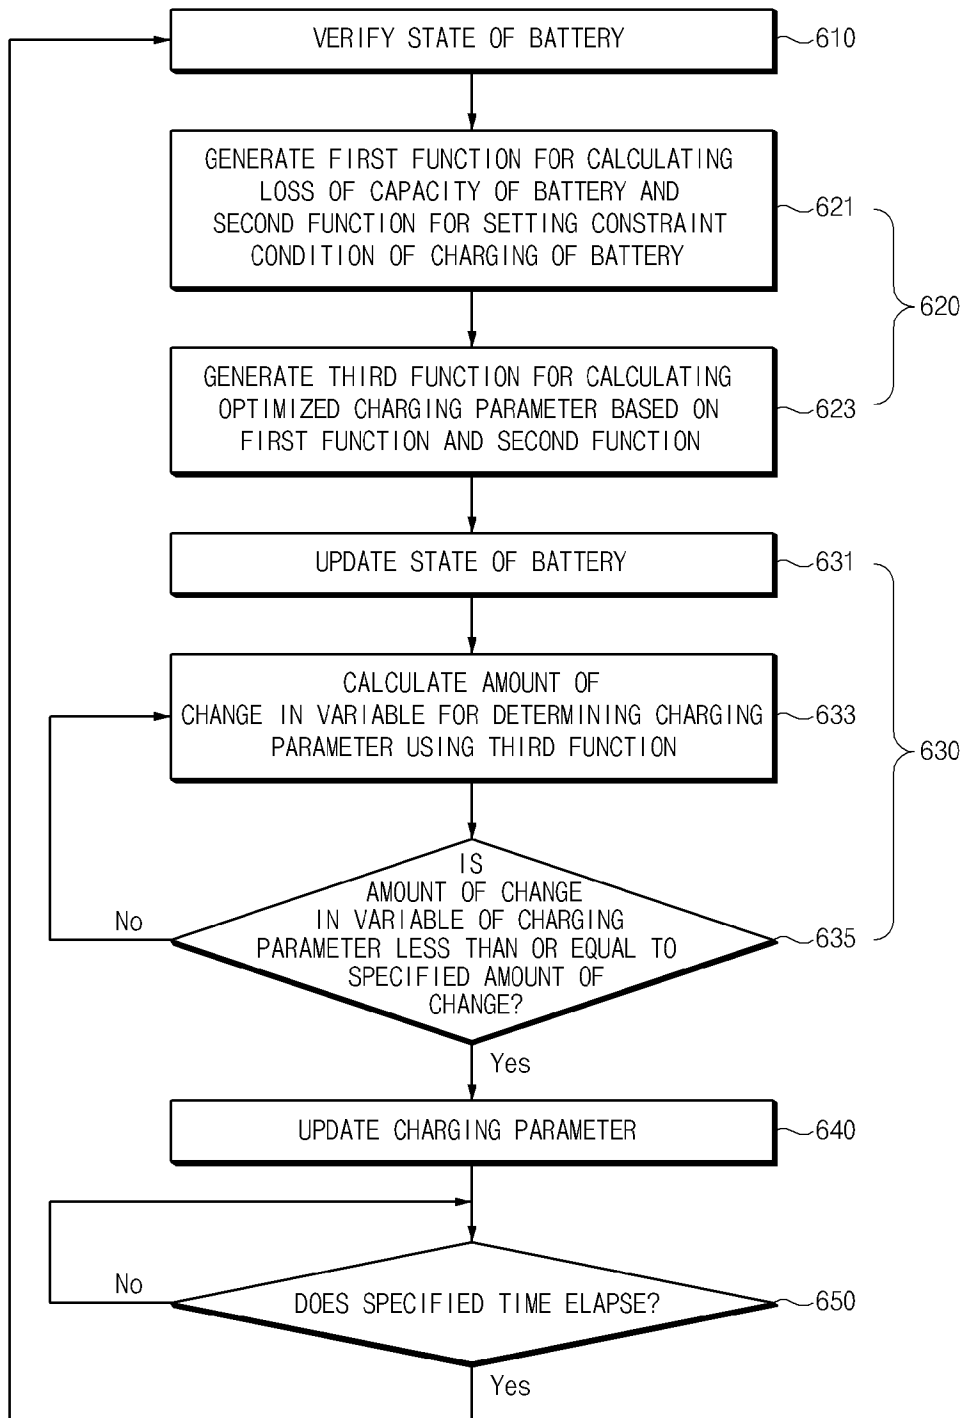 VERIFY STATE OF BATTERY
610
GENERATE FIRST FUNCTION FOR CALCULATING
LOSS OF CAPACITY OF BATTERY AND
SECOND FUNCTION FOR SETTING CONSTRAINT
CONDITION OF CHARGING OF BATTERY
621
620
GENERATE THIRD FUNCTION FOR CALCULATING
OPTIMIZED CHARGING PARAMETER BASED ON
FIRST FUNCTION AND SECOND FUNCTION
623
UPDATE STATE OF BATTERY
631
CALCULATE AMOUNT OF
CHANGE IN VARIABLE FOR DETERMINING CHARGING
PARAMETER USING THIRD FUNCTION
633
630
IS
AMOUNT OF CHANGE
IN VARIABLE OF CHARGING
PARAMETER LESS THAN OR EQUAL TO
SPECIFIED AMOUNT OF
CHANGE?
635
No
Yes
UPDATE CHARGING PARAMETER
640
No
DOES SPECIFIED TIME ELAPSE?
650
Yes